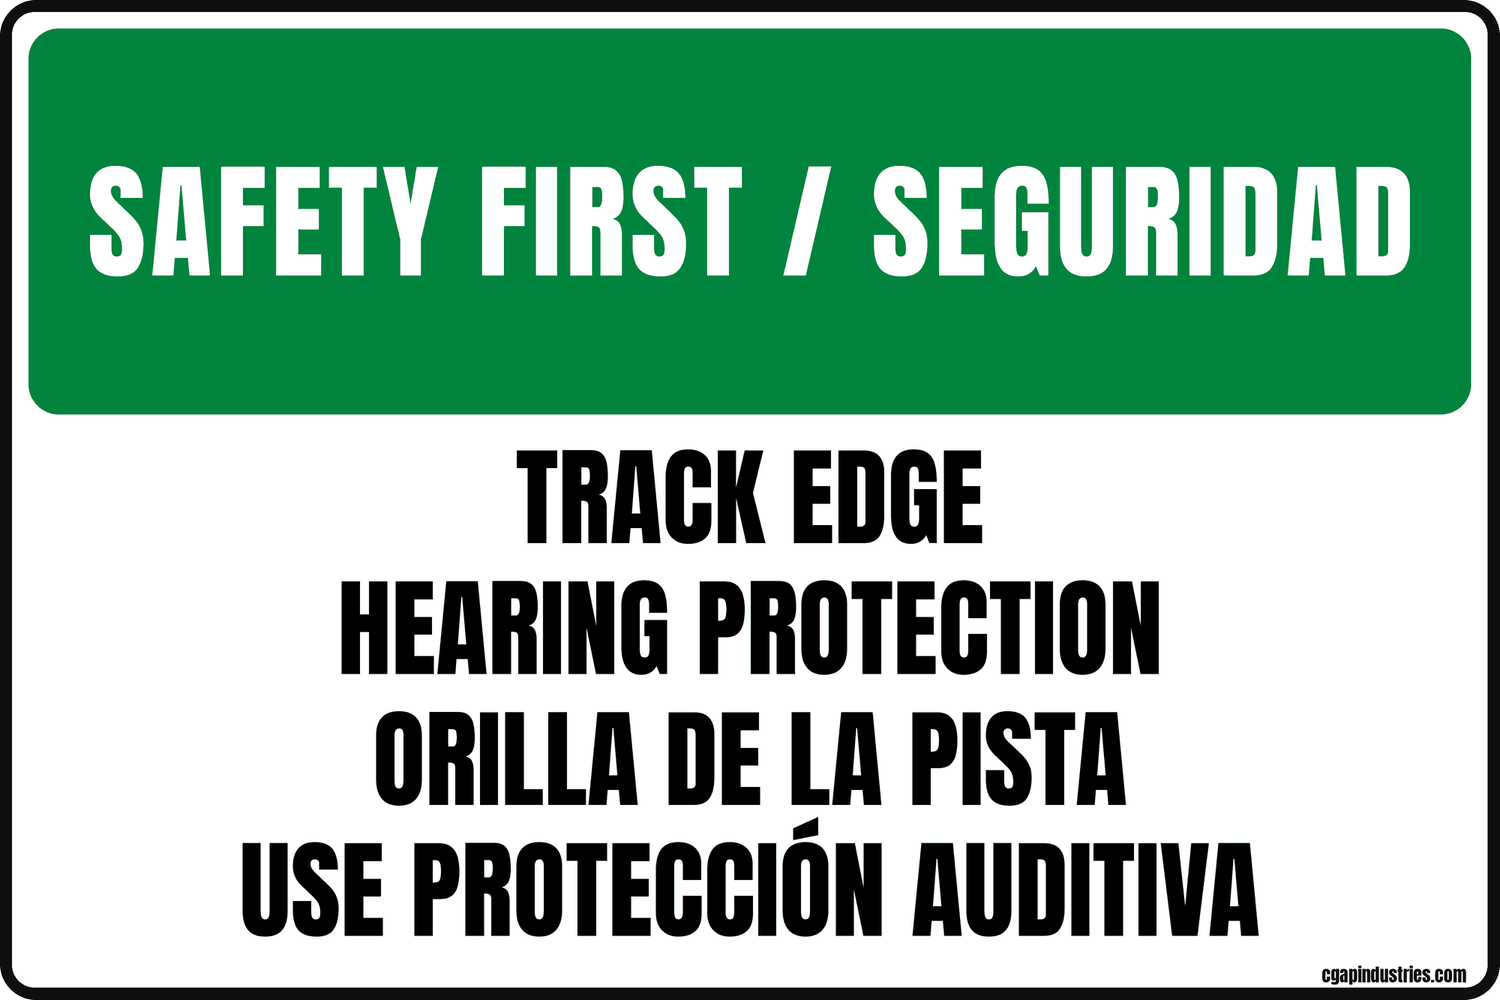 SAFETY FIRST / SEGURIDAD
TRACK EDGE
HEARING PROTECTION
ORILLA DE LA PISTA
USE PROTECCIÓN AUDITIVA
cgapindustries.com